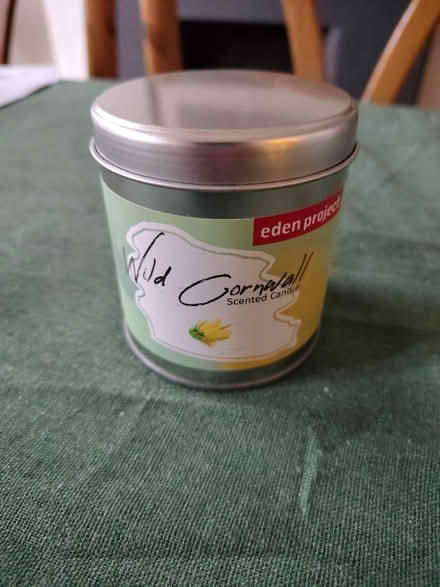 eden project
Wild Cornwall
Scented Candle